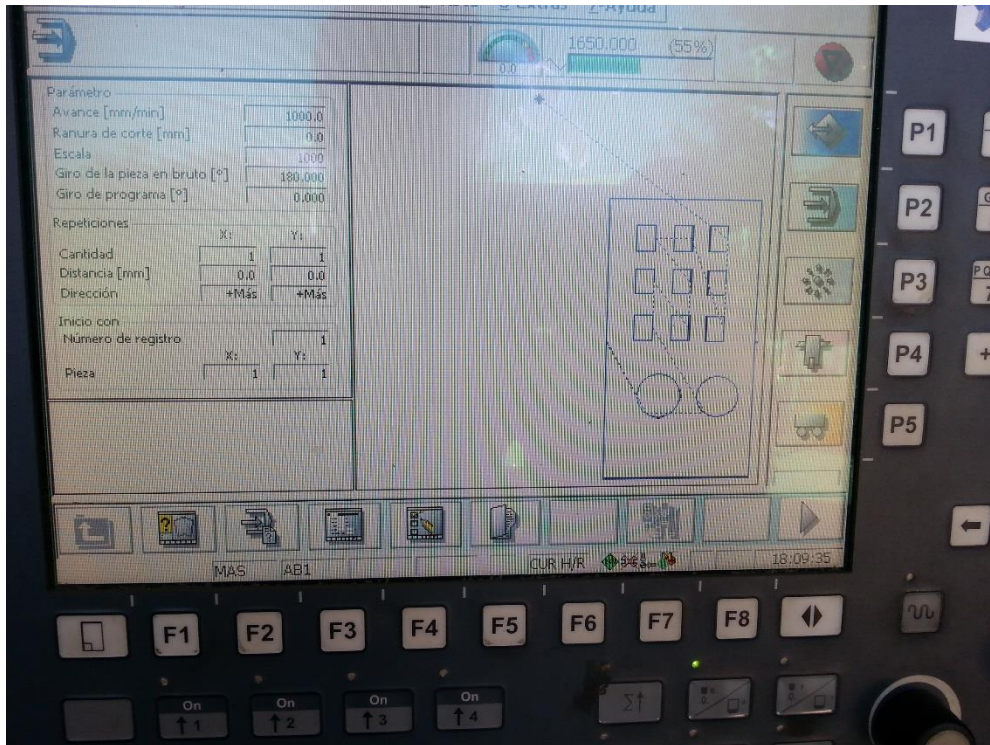 Extras Z-Ayuda
1650.000 (55%)
0.0
Parámetro
Avance [mm/min] 1000.0
Ranura de corte [mm] 0.0
Escala 1000
Giro de la pieza en bruto [°] 180.000
Giro de programa [°] 0.000
Repeticiones
X: Y:
Cantidad 1 1
Distancia [mm] 0.0 0.0
Dirección +Más +Más
Inicio con
Número de registro 1
X: Y:
Pieza 1 1
MAS AB1 CUR H/R 18:09:35
P1
P2
P3
P4
P5
F1 F2 F3 F4 F5 F6 F7 F8
On On On On
↑1 ↑2 ↑3 ↑4 Σ↑